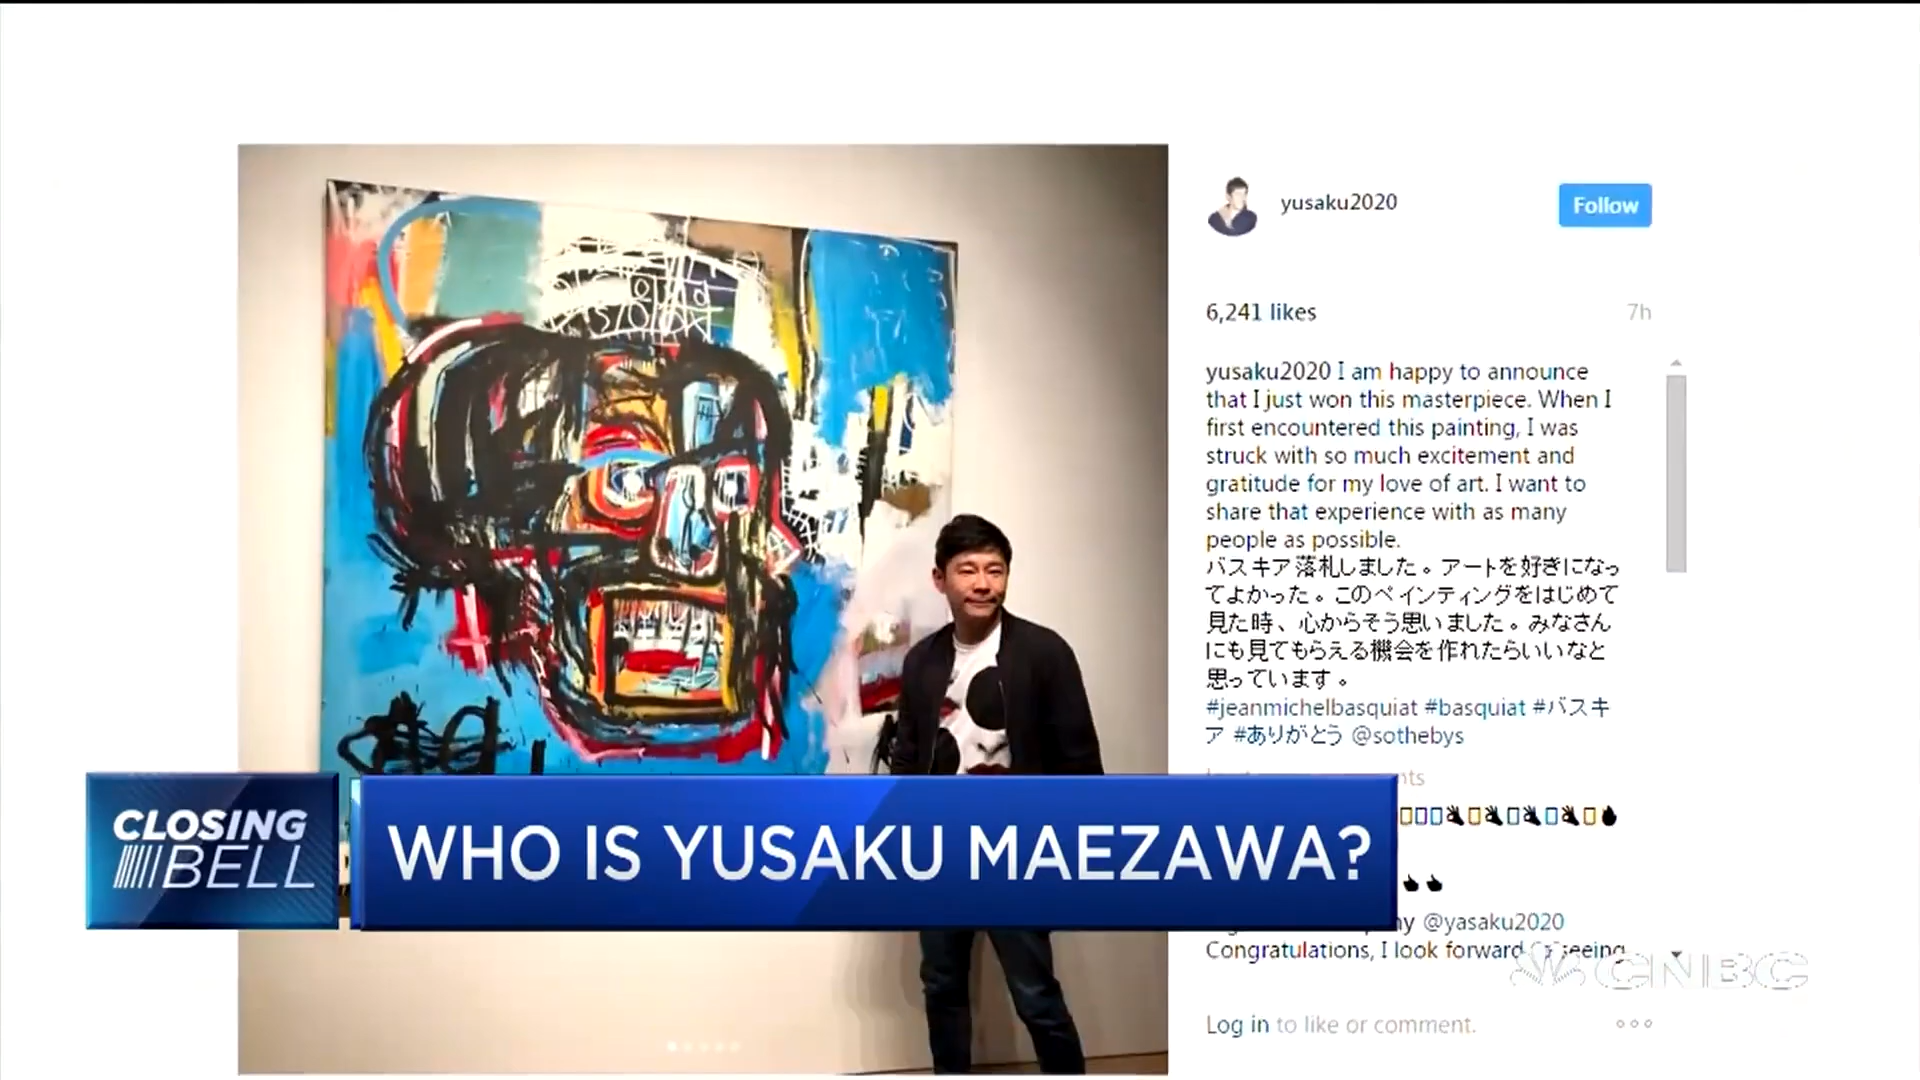 yusaku2020
Follow
6,241 likes
7h
yusaku2020 I am happy to announce
that I just won this masterpiece. When I
first encountered this painting, I was
struck with so much excitement and
gratitude for my love of art. I want to
share that experience with as many
people as possible.
バスキア落札しました。アートを好きになっ
てよかった。このペインティングをはじめて
見た時、心からそう思いました。みなさん
にも見てもらえる機会を作れたらいいなと
思っています。
#jeanmichelbasquiat #basquiat #バスキ
ア #ありがとう @sothebys
CLOSING
BELL
WHO IS YUSAKU MAEZAWA?
@yasaku2020
Congratulations, I look forward
CNBC
Log in to like or comment.